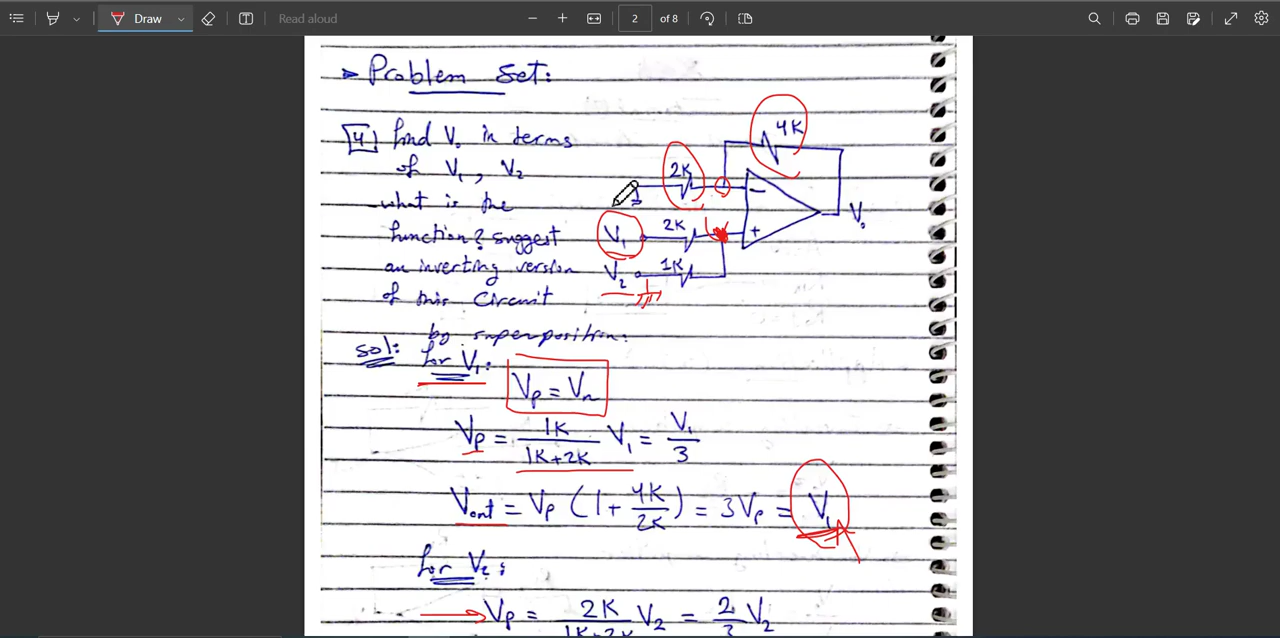 Draw
Read aloud
2 of 8
Problem Set:
4 find V. in terms
of V1, V2
what is the
function? suggest
an inverting version
of this Circuit
4K
2K
V.
V1 2K
V2 1K
- +
by superposition:
sol: for V1:
Vp = Vn
Vp = 1K / 1K+2K V1 = V1 / 3
Vout = Vp (1 + 4K / 2K) = 3Vp = V1
for V2:
Vp = 2K / 1K+2K V2 = 2 / 3 V2